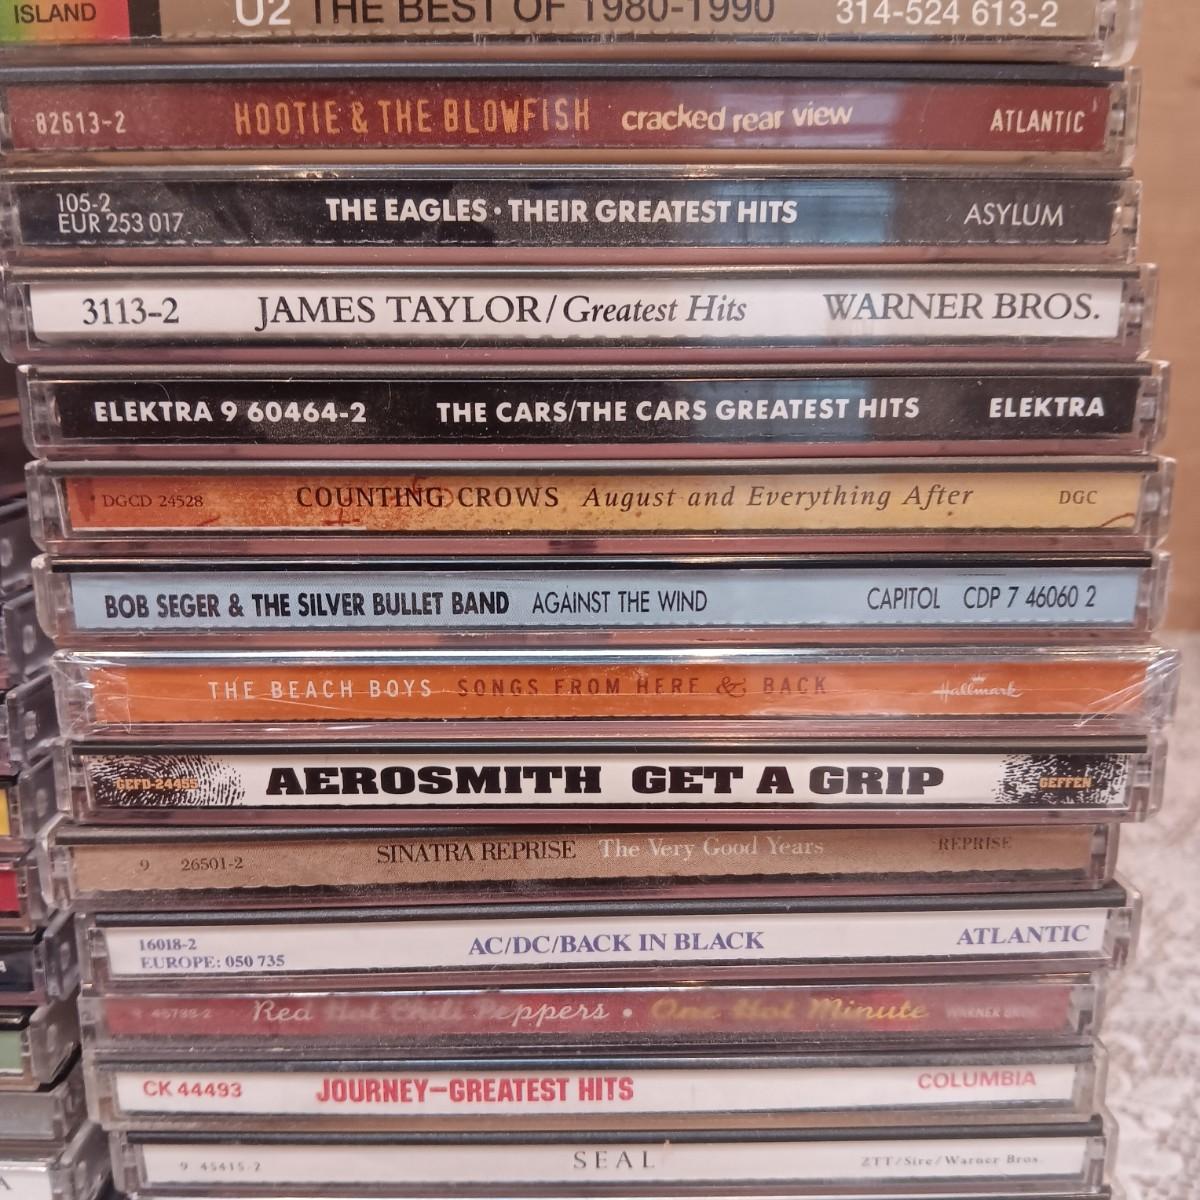 ISLAND U2 THE BEST OF 1980-1990 314-524 613-2
82613-2 HOOTIE & THE BLOWFISH cracked rear view ATLANTIC
105-2
EUR 253 017 THE EAGLES · THEIR GREATEST HITS ASYLUM
3113-2 JAMES TAYLOR/Greatest Hits WARNER BROS.
ELEKTRA 9 60464-2 THE CARS/THE CARS GREATEST HITS ELEKTRA
DGCD 24528 COUNTING CROWS August and Everything After DGC
BOB SEGER & THE SILVER BULLET BAND AGAINST THE WIND CAPITOL CDP 7 46060 2
THE BEACH BOYS SONGS FROM HERE & BACK Hallmark
GEFD-24455 AEROSMITH GET A GRIP GEFFEN
9 26501-2 SINATRA REPRISE The Very Good Years REPRISE
16018-2
EUROPE: 050 735 AC/DC/BACK IN BLACK ATLANTIC
Red Hot Chili Peppers • One Hot Minute WARNER BROS.
CK 44493 JOURNEY–GREATEST HITS COLUMBIA
9 45415-2 SEAL ZTT/Sire/Warner Bros.